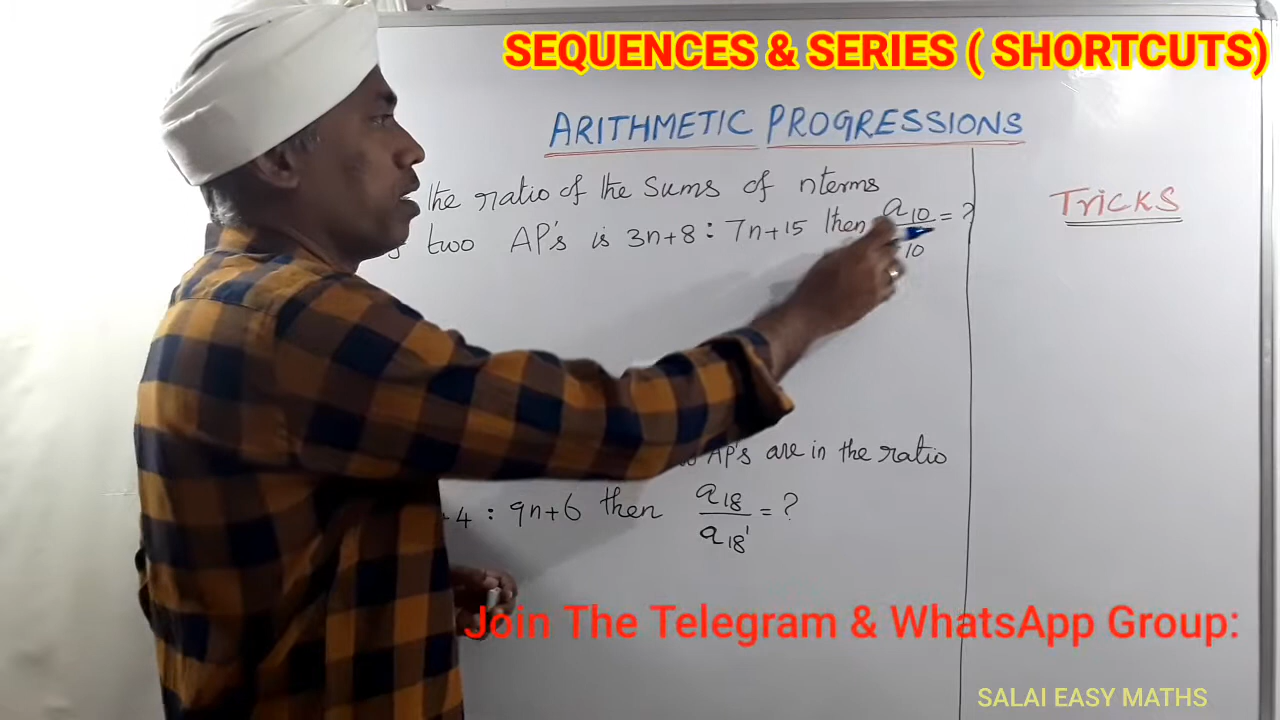 SEQUENCES & SERIES ( SHORTCUTS)
ARITHMETIC PROGRESSIONS
the ratio of the sums of n terms
two AP's is 3n+8 : 7n+15 then a10 = ?
10
Tricks
AP's are in the ratio
+4 : 9n+6 then a18 = ?
a18'
Join The Telegram & WhatsApp Group:
SALAI EASY MATHS